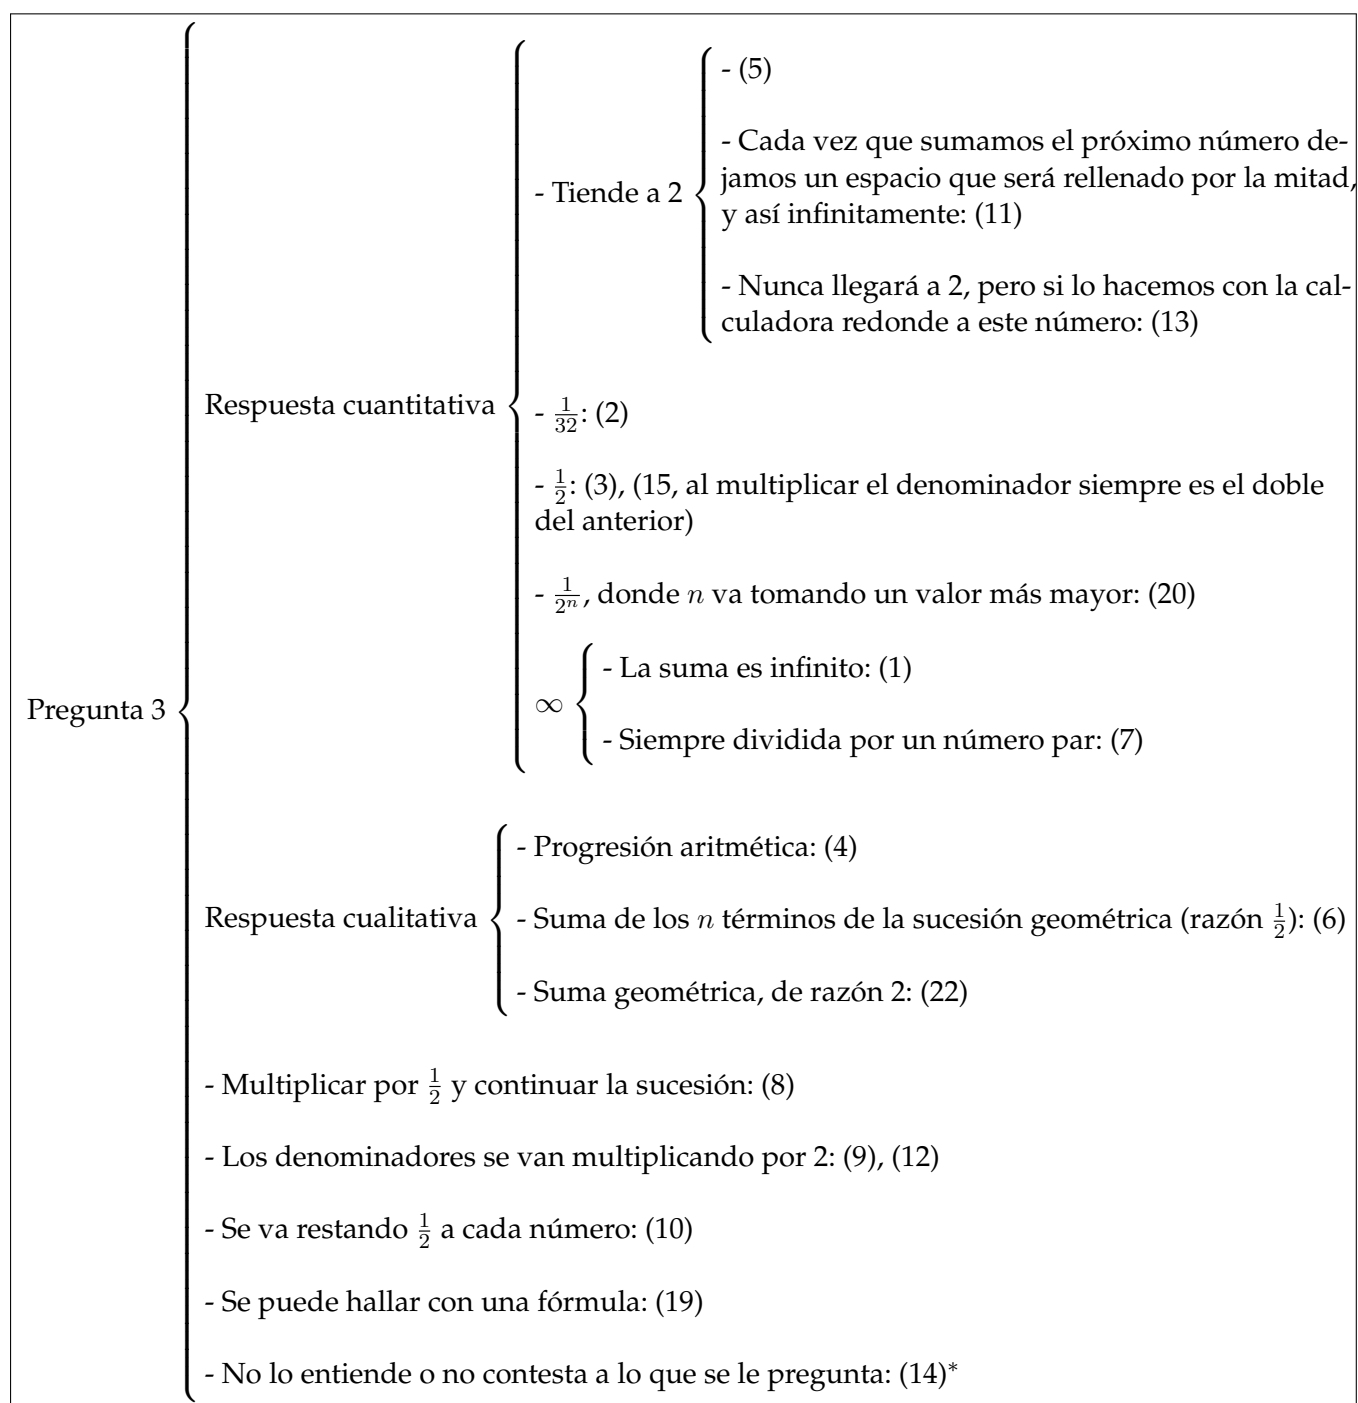 - (5)
- Cada vez que sumamos el próximo número de-
jamos un espacio que será rellenado por la mitad,
- Tiende a 2
y así infinitamente: (11)
- Nunca llegará a 2, pero si lo hacemos con la cal-
culadora redonde a este número: (13)
Respuesta cuantitativa
- 1/32: (2)
- 1/2: (3), (15, al multiplicar el denominador siempre es el doble
del anterior)
- 1/2^n, donde n va tomando un valor más mayor: (20)
- La suma es infinito: (1)
Pregunta 3
∞
- Siempre dividida por un número par: (7)
- Progresión aritmética: (4)
Respuesta cualitativa
- Suma de los n términos de la sucesión geométrica (razón 1/2): (6)
- Suma geométrica, de razón 2: (22)
- Multiplicar por 1/2 y continuar la sucesión: (8)
- Los denominadores se van multiplicando por 2: (9), (12)
- Se va restando 1/2 a cada número: (10)
- Se puede hallar con una fórmula: (19)
- No lo entiende o no contesta a lo que se le pregunta: (14)*